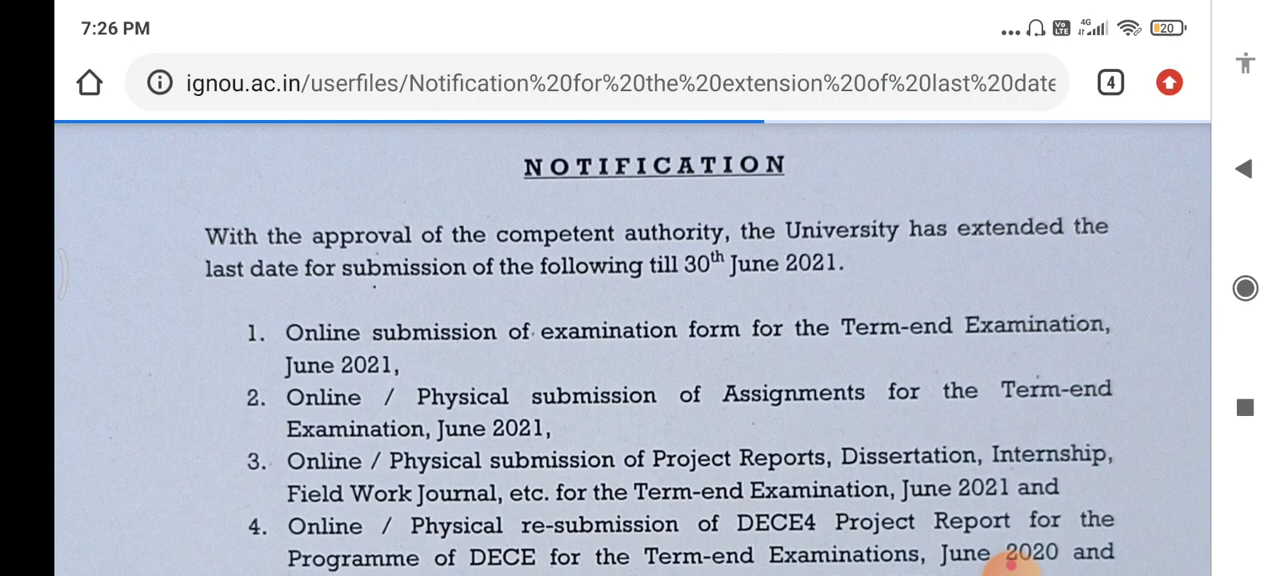 7:26 PM
Vo LTE 4G 20
ignou.ac.in/userfiles/Notification%20for%20the%20extension%20of%20last%20date
4
NOTIFICATION
With the approval of the competent authority, the University has extended the
last date for submission of the following till 30th June 2021.
1. Online submission of examination form for the Term-end Examination,
June 2021,
2. Online / Physical submission of Assignments for the Term-end
Examination, June 2021,
3. Online / Physical submission of Project Reports, Dissertation, Internship,
Field Work Journal, etc. for the Term-end Examination, June 2021 and
4. Online / Physical re-submission of DECE4 Project Report for the
Programme of DECE for the Term-end Examinations, June 2020 and